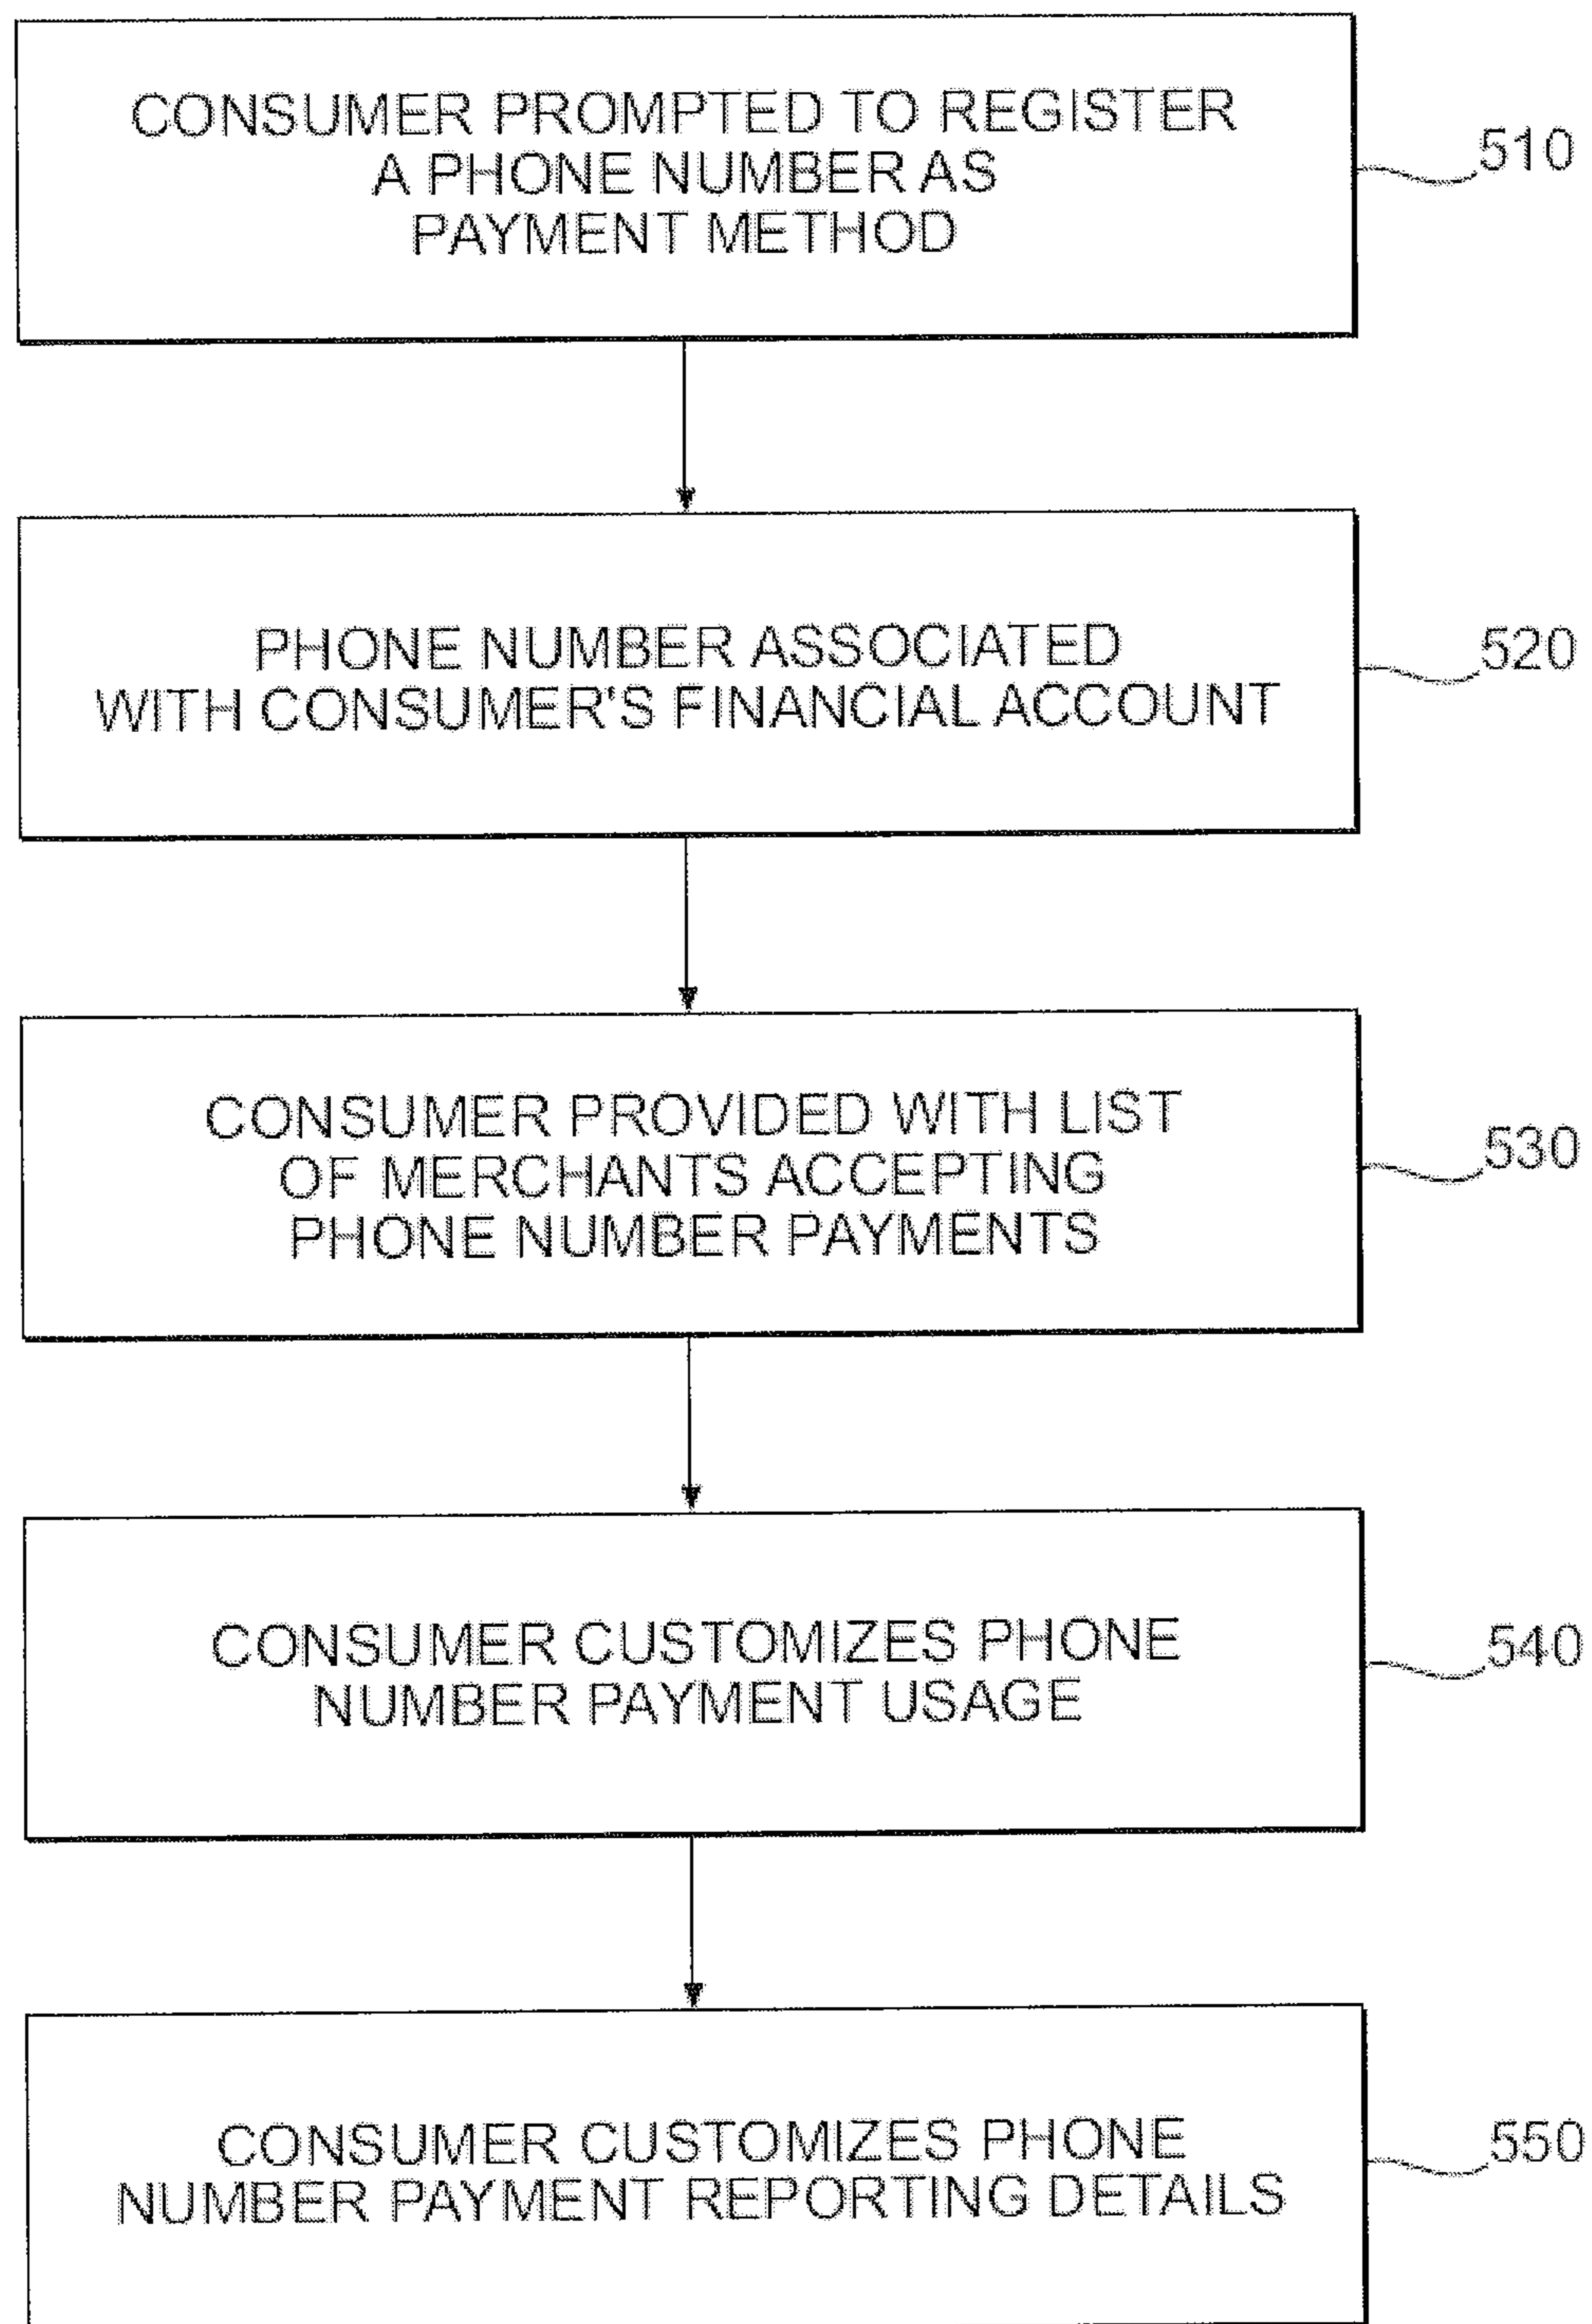 CONSUMER PROMPTED TO REGISTER
A PHONE NUMBER AS
PAYMENT METHOD
510
PHONE NUMBER ASSOCIATED
WITH CONSUMER'S FINANCIAL ACCOUNT
520
CONSUMER PROVIDED WITH LIST
OF MERCHANTS ACCEPTING
PHONE NUMBER PAYMENTS
530
CONSUMER CUSTOMIZES PHONE
NUMBER PAYMENT USAGE
540
CONSUMER CUSTOMIZES PHONE
NUMBER PAYMENT REPORTING DETAILS
550